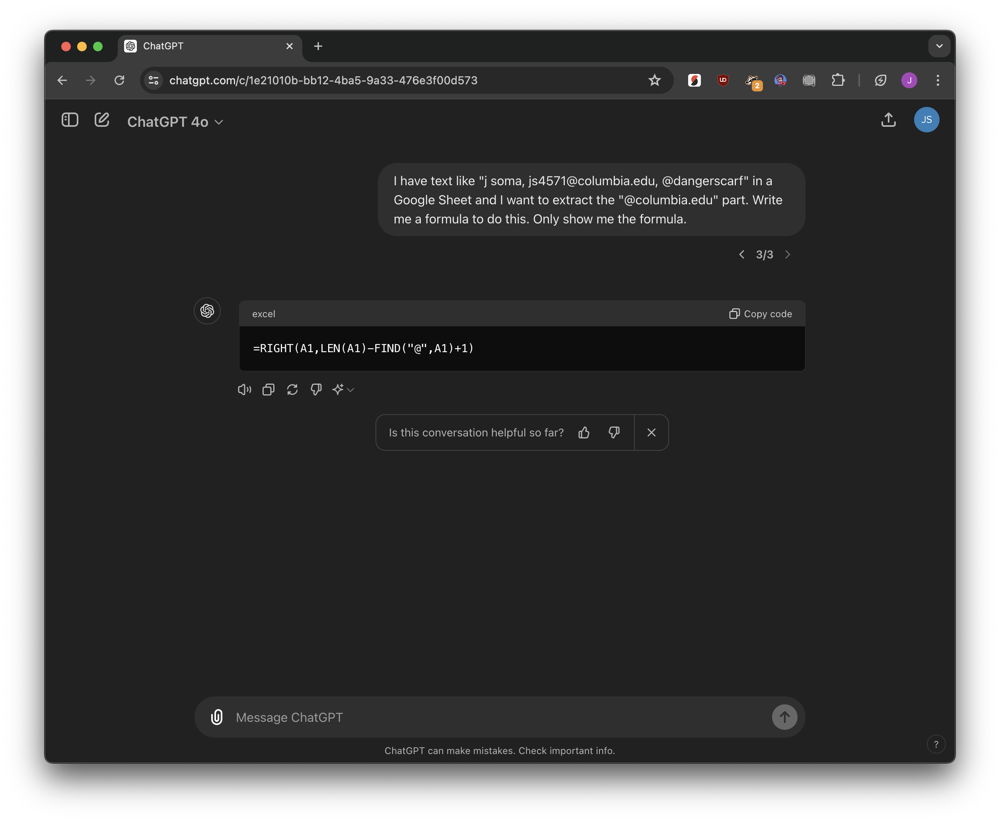 ChatGPT
chatgpt.com/c/1e21010b-bb12-4ba5-9a33-476e3f00d573
2
J
ChatGPT 4o
JS
I have text like "j soma, js4571@columbia.edu, @dangerscarf" in a
Google Sheet and I want to extract the "@columbia.edu" part. Write
me a formula to do this. Only show me the formula.
3/3
excel
Copy code
=RIGHT(A1,LEN(A1)-FIND("@",A1)+1)
Is this conversation helpful so far?
Message ChatGPT
ChatGPT can make mistakes. Check important info.
?